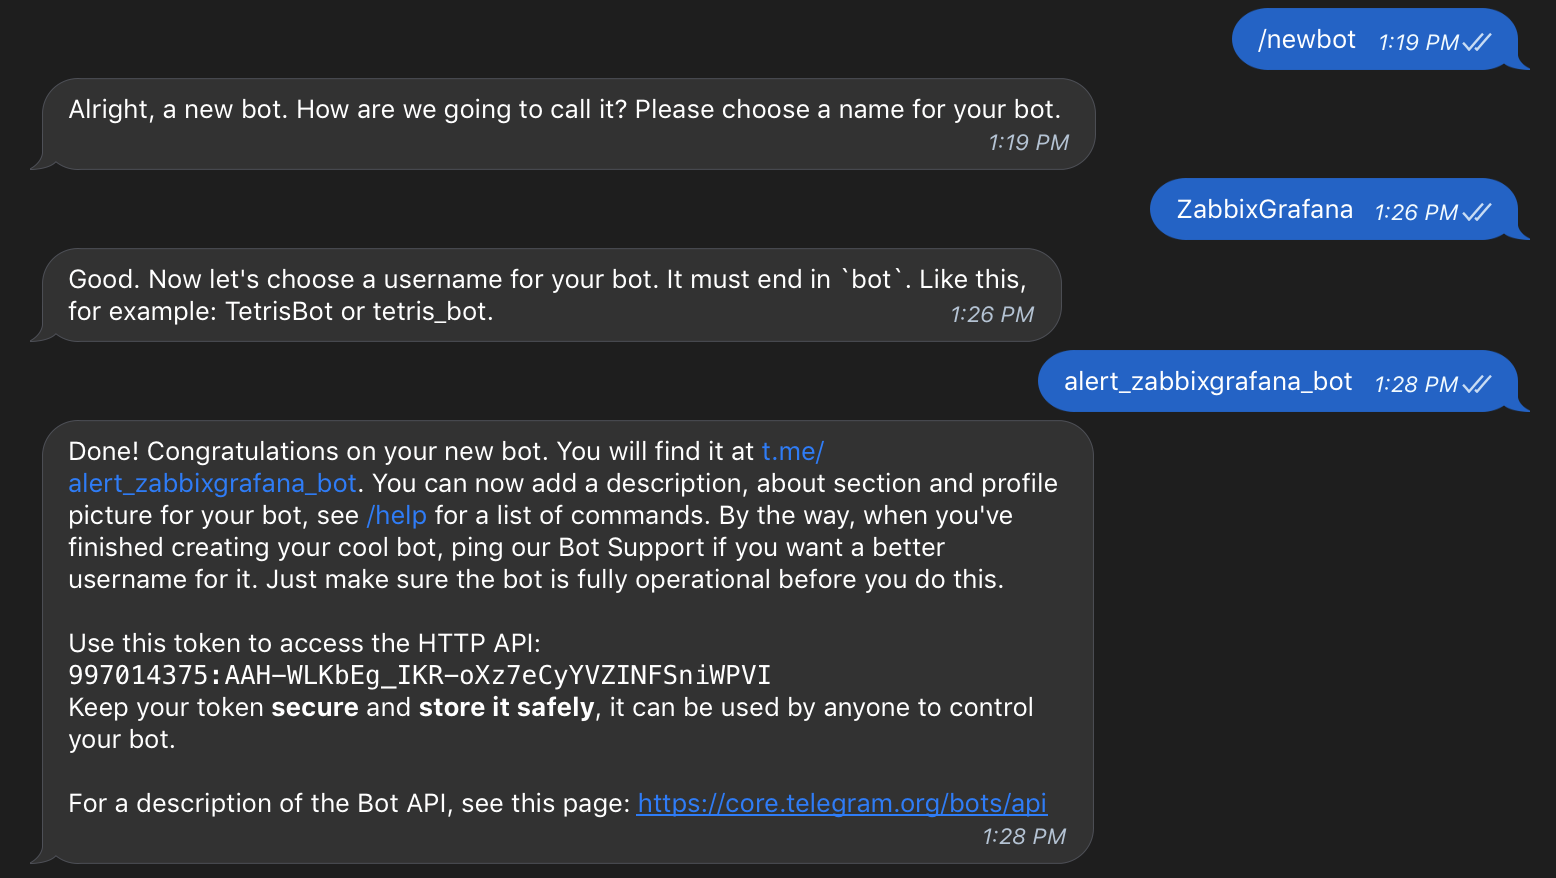 /newbot 1:19 PM
Alright, a new bot. How are we going to call it? Please choose a name for your bot.
1:19 PM
ZabbixGrafana 1:26 PM
Good. Now let's choose a username for your bot. It must end in `bot`. Like this,
for example: TetrisBot or tetris_bot.
1:26 PM
alert_zabbixgrafana_bot 1:28 PM
Done! Congratulations on your new bot. You will find it at t.me/
alert_zabbixgrafana_bot. You can now add a description, about section and profile
picture for your bot, see /help for a list of commands. By the way, when you've
finished creating your cool bot, ping our Bot Support if you want a better
username for it. Just make sure the bot is fully operational before you do this.
Use this token to access the HTTP API:
997014375:AAH-WLKbEg_IKR-oXz7eCyYVZINFSniWPVI
Keep your token secure and store it safely, it can be used by anyone to control
your bot.
For a description of the Bot API, see this page: https://core.telegram.org/bots/api
1:28 PM